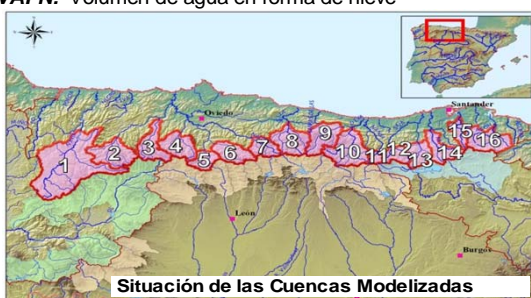 VAFN: Volumen de agua en forma de nieve
Santander
Oviedo
1 2 3 4 5 6 7 8 9 10 11 12 13 14 15 16
León
Burgos
Situación de las Cuencas Modelizadas